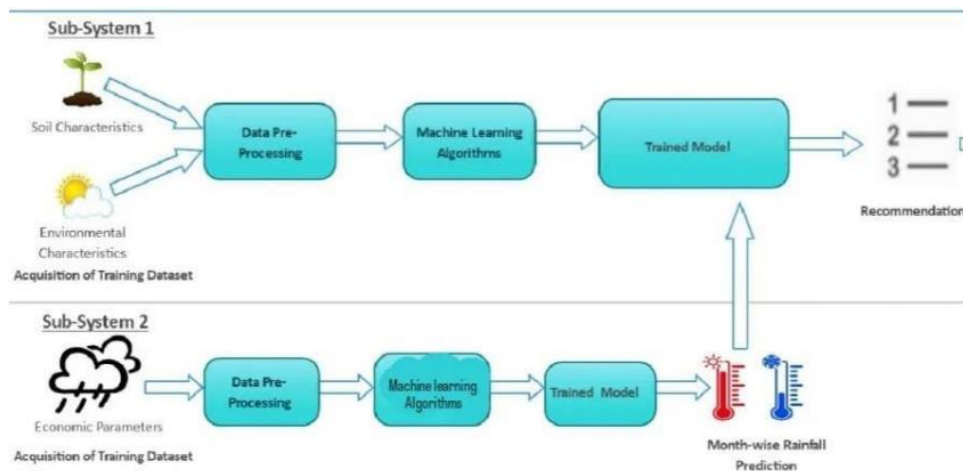 Sub-System 1
Soil Characteristics
Data Pre-
Processing
Machine Learning
Algorithms
Trained Model
1
2
3
Recommendation
Environmental
Characteristics
Acquisition of Training Dataset
Sub-System 2
Economic Parameters
Acquisition of Training Dataset
Data Pre-
Processing
Machine learning
Algorithms
Trained Model
Month-wise Rainfall
Prediction